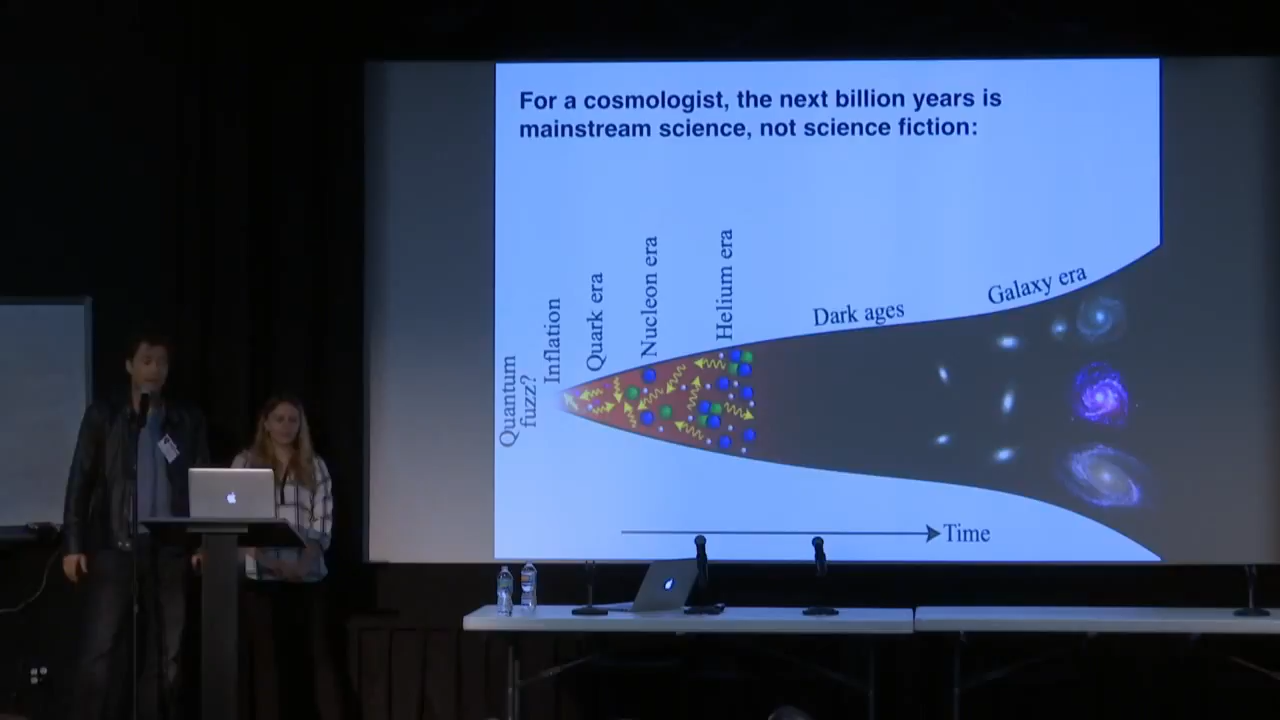 For a cosmologist, the next billion years is
mainstream science, not science fiction:
Quantum
fuzz?
Inflation
Quark era
Nucleon era
Helium era
Dark ages
Galaxy era
Time